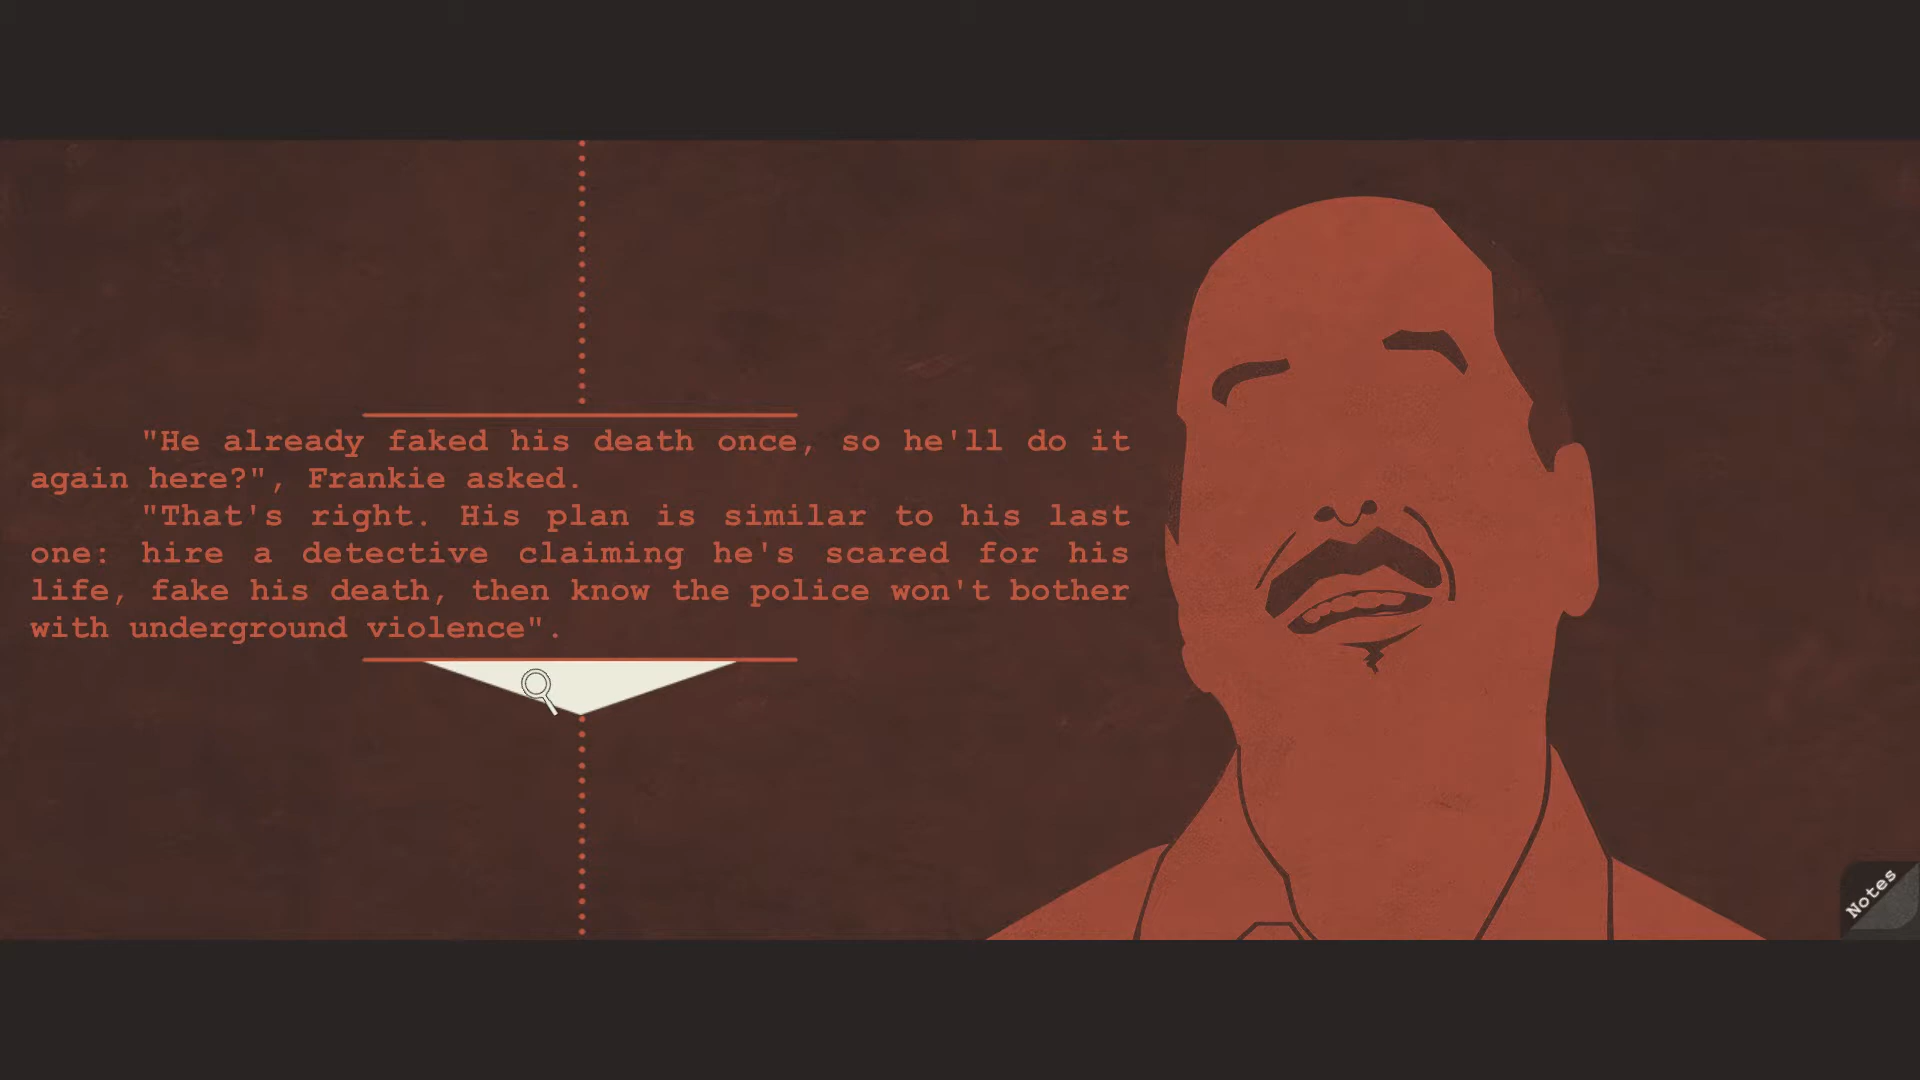 "He already faked his death once, so he'll do it
again here?", Frankie asked.
"That's right. His plan is similar to his last
one: hire a detective claiming he's scared for his
life, fake his death, then know the police won't bother
with underground violence".
Notes